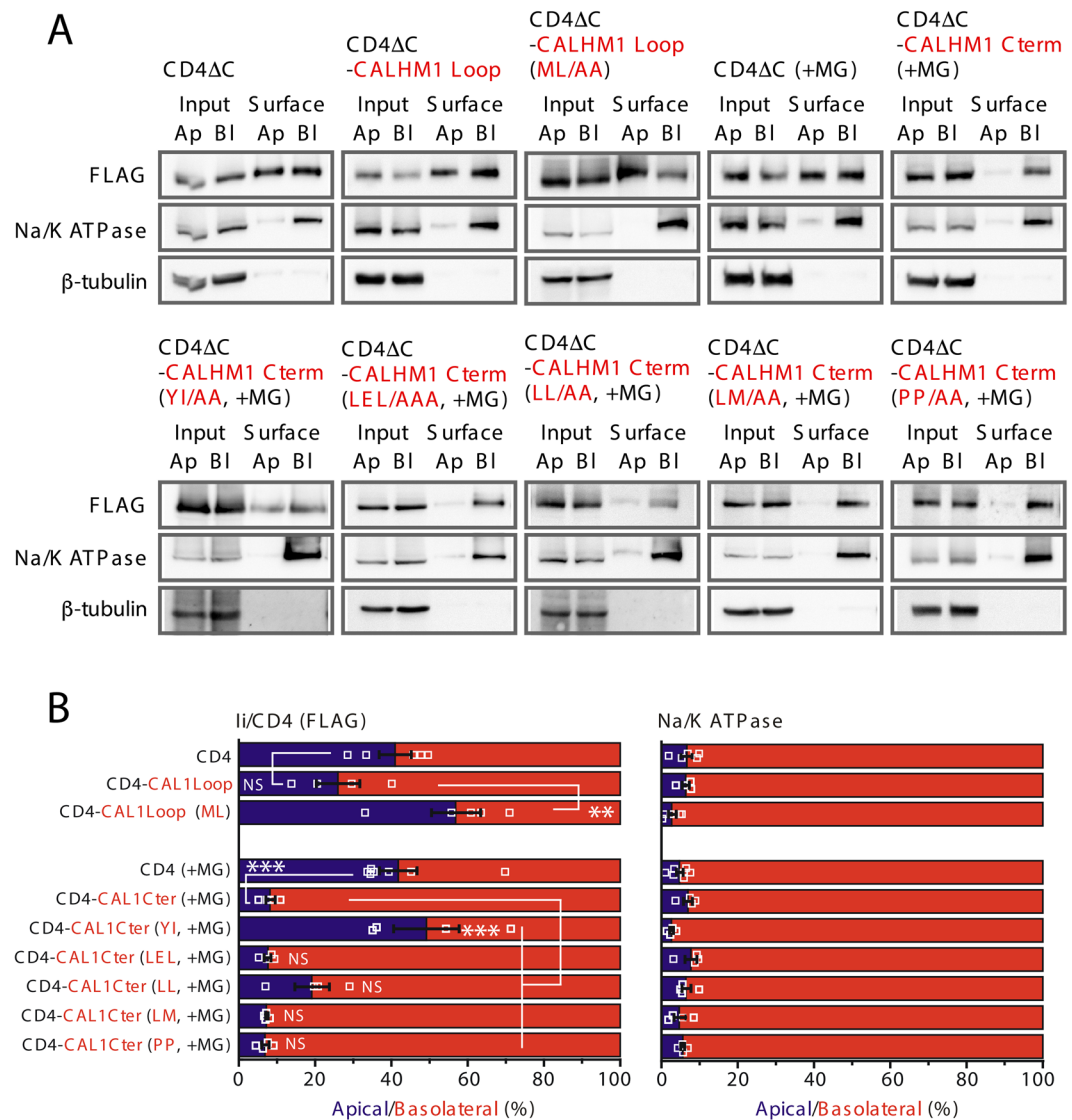 A
CD4ΔC
CD4ΔC
-CALHM1 Loop
CD4ΔC
-CALHM1 Loop
(ML/AA)
CD4ΔC (+MG)
CD4ΔC
-CALHM1 Cterm
(+MG)
Input Surface Input Surface Input Surface Input Surface Input Surface
Ap Bl Ap Bl Ap Bl Ap Bl Ap Bl Ap Bl Ap Bl Ap Bl Ap Bl Ap Bl
FLAG
Na/K ATPase
β-tubulin
CD4ΔC
-CALHM1 Cterm
(YI/AA, +MG)
CD4ΔC
-CALHM1 Cterm
(LEL/AAA, +MG)
CD4ΔC
-CALHM1 Cterm
(LL/AA, +MG)
CD4ΔC
-CALHM1 Cterm
(LM/AA, +MG)
CD4ΔC
-CALHM1 Cterm
(PP/AA, +MG)
Input Surface Input Surface Input Surface Input Surface Input Surface
Ap Bl Ap Bl Ap Bl Ap Bl Ap Bl Ap Bl Ap Bl Ap Bl Ap Bl Ap Bl
FLAG
Na/K ATPase
β-tubulin
B
Ii/CD4 (FLAG)
Na/K ATPase
CD4
CD4-CAL1Loop NS
CD4-CAL1Loop (ML) **
CD4 (+MG) ***
CD4-CAL1Cter (+MG)
CD4-CAL1Cter (YI, +MG) ***
CD4-CAL1Cter (LEL, +MG) NS
CD4-CAL1Cter (LL, +MG) NS
CD4-CAL1Cter (LM, +MG) NS
CD4-CAL1Cter (PP, +MG) NS
0 20 40 60 80 100 0 20 40 60 80 100
Apical/Basolateral (%) Apical/Basolateral (%)